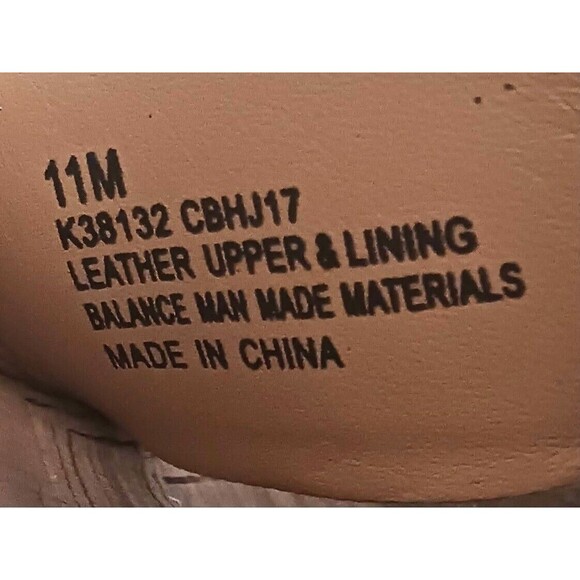 11M
K38132 CBHJ17
LEATHER UPPER & LINING
BALANCE MAN MADE MATERIALS
MADE IN CHINA